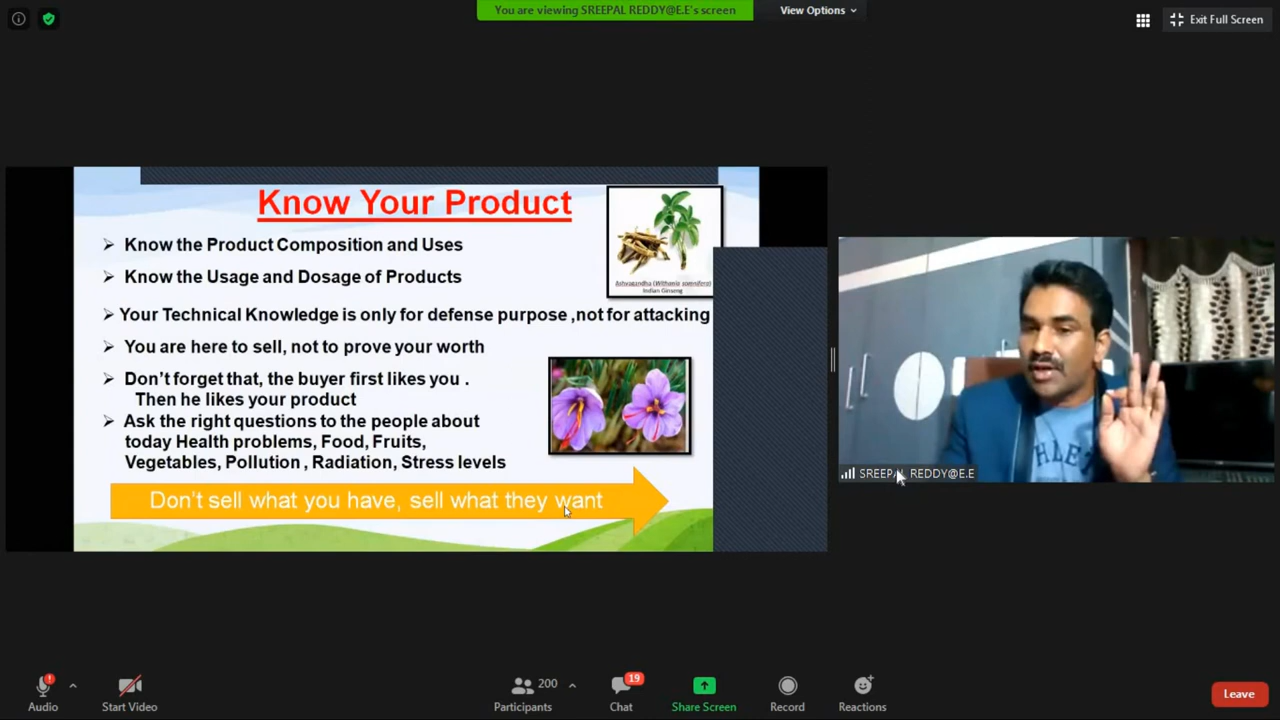 You are viewing SREEPAL REDDY@E.E's screen
View Options
Exit Full Screen
Know Your Product
Know the Product Composition and Uses
Know the Usage and Dosage of Products
Your Technical Knowledge is only for defense purpose ,not for attacking
You are here to sell, not to prove your worth
Don't forget that, the buyer first likes you .
Then he likes your product
Ask the right questions to the people about
today Health problems, Food, Fruits,
Vegetables, Pollution , Radiation, Stress levels
Don't sell what you have, sell what they want
Ashvagandha (Withania somnifera)
Indian Ginseng
SREEPAL REDDY@E.E
Audio
Start Video
200
Participants
19
Chat
Share Screen
Record
Reactions
Leave